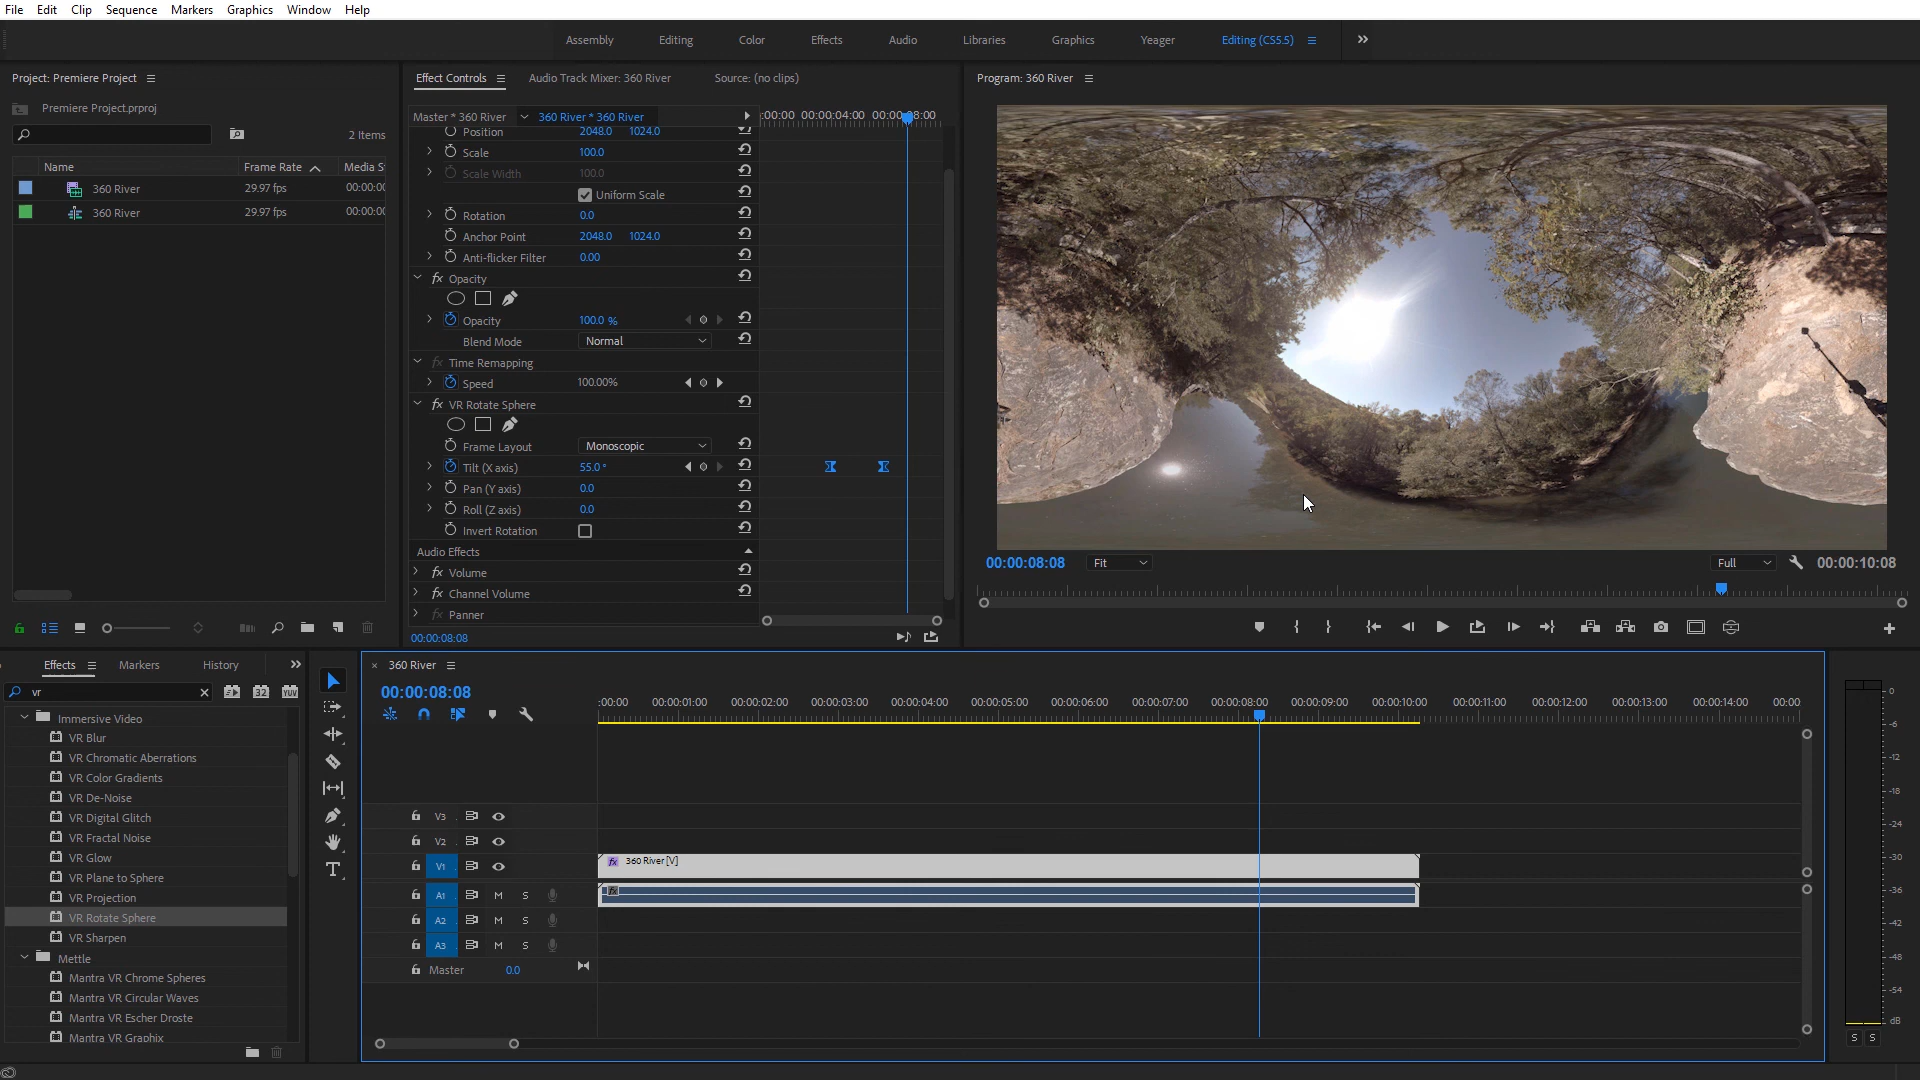 File Edit Clip Sequence Markers Graphics Window Help
Assembly Editing Color Effects Audio Libraries Graphics Yeager Editing (CS5.5)
Project: Premiere Project
Premiere Project.prproj
2 Items
Name Frame Rate Media S
360 River 29.97 fps 00:00:00
360 River 29.97 fps 00:00:00
Effect Controls Audio Track Mixer: 360 River Source: (no clips)
Master * 360 River 360 River * 360 River
:00:00 00:00:04:00 00:00:08:00
Position 2048.0 1024.0
Scale 100.0
Scale Width 100.0
Uniform Scale
Rotation 0.0
Anchor Point 2048.0 1024.0
Anti-flicker Filter 0.00
fx Opacity
Opacity 100.0 %
Blend Mode Normal
fx Time Remapping
Speed 100.00%
fx VR Rotate Sphere
Frame Layout Monoscopic
Tilt (X axis) 55.0 °
Pan (Y axis) 0.0
Roll (Z axis) 0.0
Invert Rotation
Audio Effects
fx Volume
fx Channel Volume
fx Panner
00:00:08:08
Program: 360 River
00:00:08:08 Fit Full 00:00:10:08
Effects Markers History
vr 32 YUV
Immersive Video
VR Blur
VR Chromatic Aberrations
VR Color Gradients
VR De-Noise
VR Digital Glitch
VR Fractal Noise
VR Glow
VR Plane to Sphere
VR Projection
VR Rotate Sphere
VR Sharpen
Mettle
Mantra VR Chrome Spheres
Mantra VR Circular Waves
Mantra VR Escher Droste
Mantra VR Graphix
T
× 360 River
00:00:08:08
:00:00 00:00:01:00 00:00:02:00 00:00:03:00 00:00:04:00 00:00:05:00 00:00:06:00 00:00:07:00 00:00:08:00 00:00:09:00 00:00:10:00 00:00:11:00 00:00:12:00 00:00:13:00 00:00:14:00 00:00
V3
V2
V1 fx 360 River [V]
A1 M S fx
A2 M S
A3 M S
Master 0.0
0
-6
-12
-18
-24
-30
-36
-42
-48
-54
dB
S S